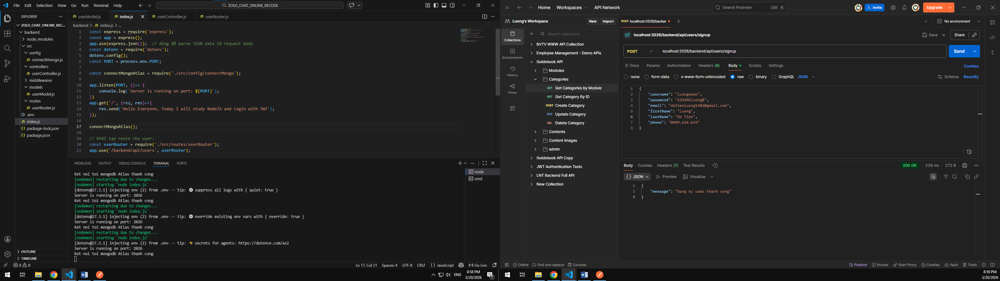 File Edit Selection View Go Run Terminal Help
ZOLO_CHAT_ONLINE_RECODE
EXPLORER
ZOLO_CHAT_ONLINE_REC...
backend
node_modules
src
config
JS connectMongo.js
controllers
JS userController.js
middlewares
models
JS userModel.js
routes
JS userRouter.js
.env
JS index.js
{} package-lock.json
{} package.json
OUTLINE
TIMELINE
JS userModel.js JS index.js JS userController.js JS userRouter.js
backend > JS index.js > ...
1 const express = require('express');
2 const app = express();
3 app.use(express.json()); // dùng để parse JSON data từ request body
4 const dotenv = require('dotenv');
5 dotenv.config();
6 const PORT = process.env.PORT;
7
8 const connectMongoAtlas = require('./src/config/connectMongo');
9
10 app.listen(PORT, ()=> {
11 console.log(`Server is running on port: ${PORT}`);
12 })
13 app.get('/', (req, res)=>{
14 res.send('Hello Everyone, Today I will study NodeJS and Login with JWT');
15 });
16
17 connectMongoAtlas();
18
19 // khởi tạo route cho user:
20 const userRouter = require('./src/routes/userRouter');
21 app.use('/backend/api/users', userRouter);
PROBLEMS OUTPUT DEBUG CONSOLE TERMINAL PORTS
node
cmd
Ket noi toi mongodb Atlas thanh cong
[nodemon] restarting due to changes...
[nodemon] starting `node index.js`
[dotenv@17.3.1] injecting env (2) from .env -- tip: ⚙️ suppress all logs with { quiet: true }
Server is running on port: 2026
Ket noi toi mongodb Atlas thanh cong
[nodemon] restarting due to changes...
[nodemon] starting `node index.js`
[dotenv@17.3.1] injecting env (2) from .env -- tip: ⚙️ override existing env vars with { override: true }
Server is running on port: 2026
Ket noi toi mongodb Atlas thanh cong
[nodemon] restarting due to changes...
[nodemon] starting `node index.js`
[dotenv@17.3.1] injecting env (2) from .env -- tip: ⚡ secrets for agents: https://dotenvx.com/as2
Server is running on port: 2026
Ket noi toi mongodb Atlas thanh cong
0 0 Ln 17, Col 21 Spaces: 4 UTF-8 CRLF {} JavaScript Go Live
ENG 8:58 PM
3/20/2026
7
Home Workspaces API Network
Search Postman Ctrl K
Invite Upgrade
Luong's Workspace New Import
Collections
Environments
History
Flows
Search collections
BVTV WWW API Collection
Employee Management - Demo APIs
Guidebook API
Modules
Categories
GET Get Categories by Module
GET Get Category By ID
POST Create Category
PUT Update Category
DEL Delete Category
Contents
Content Images
admin
Guidebook API Copy
JWT Authentication Tests
LNT Backend Full API
New Collection
POST localhost:2026/backer No environment
HTTP localhost:2026/backend/api/users/signup Save Share
POST localhost:2026/backend/api/users/signup Send
Docs Params Authorization Headers (9) Body Scripts Settings Cookies
none form-data x-www-form-urlencoded raw binary GraphQL JSON Schema Beautify
1 {
2 "username": "luongxmen",
3 "password": "123456luong$",
4 "email": "dotienluong1402@gmail.com",
5 "firstName": "Luong",
6 "lastName": "Do Tien",
7 "phone": "0899.636.633"
8 }
Body Cookies Headers (7) Test Results 200 OK 228 ms 272 B
{} JSON Preview Visualize
1 {
2 "message": "Dang ky user thanh cong"
3 }
Online Find and replace Console Postbot Runner Start Proxy Cookies Vault Trash
8:59 PM
3/20/2026